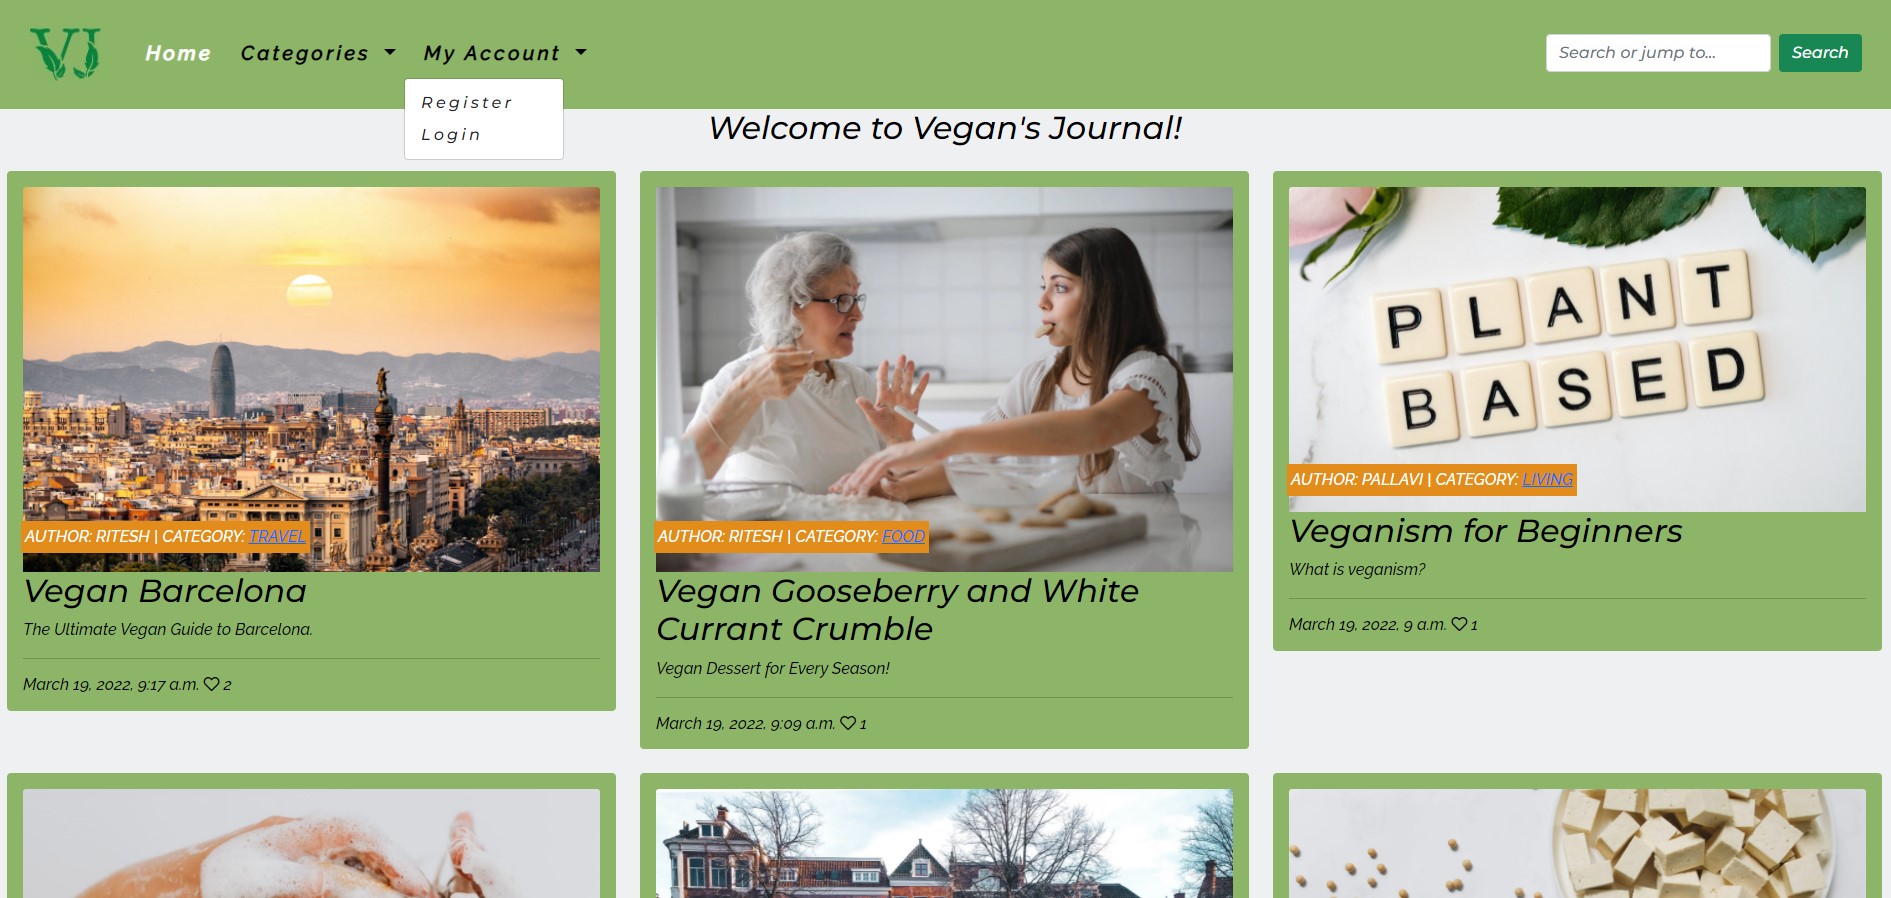 VJ
Home Categories My Account
Search or jump to...
Search
Register
Login
Welcome to Vegan's Journal!
AUTHOR: RITESH | CATEGORY: TRAVEL
Vegan Barcelona
The Ultimate Vegan Guide to Barcelona.
March 19, 2022, 9:17 a.m. 2
AUTHOR: RITESH | CATEGORY: FOOD
Vegan Gooseberry and White
Currant Crumble
Vegan Dessert for Every Season!
March 19, 2022, 9:09 a.m. 1
PLANT
BASED
AUTHOR: PALLAVI | CATEGORY: LIVING
Veganism for Beginners
What is veganism?
March 19, 2022, 9 a.m. 1